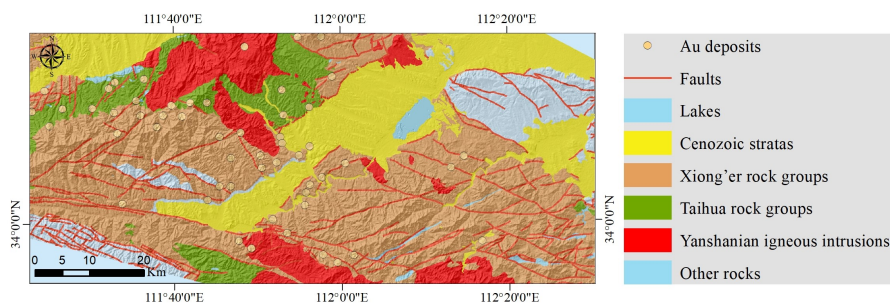 111°40'0"E 112°0'0"E 112°20'0"E
N
W E
S
34°0'0"N
34°0'0"N
0 5 10 20
Km
111°40'0"E 112°0'0"E 112°20'0"E
Au deposits
Faults
Lakes
Cenozoic stratas
Xiong’er rock groups
Taihua rock groups
Yanshanian igneous intrusions
Other rocks